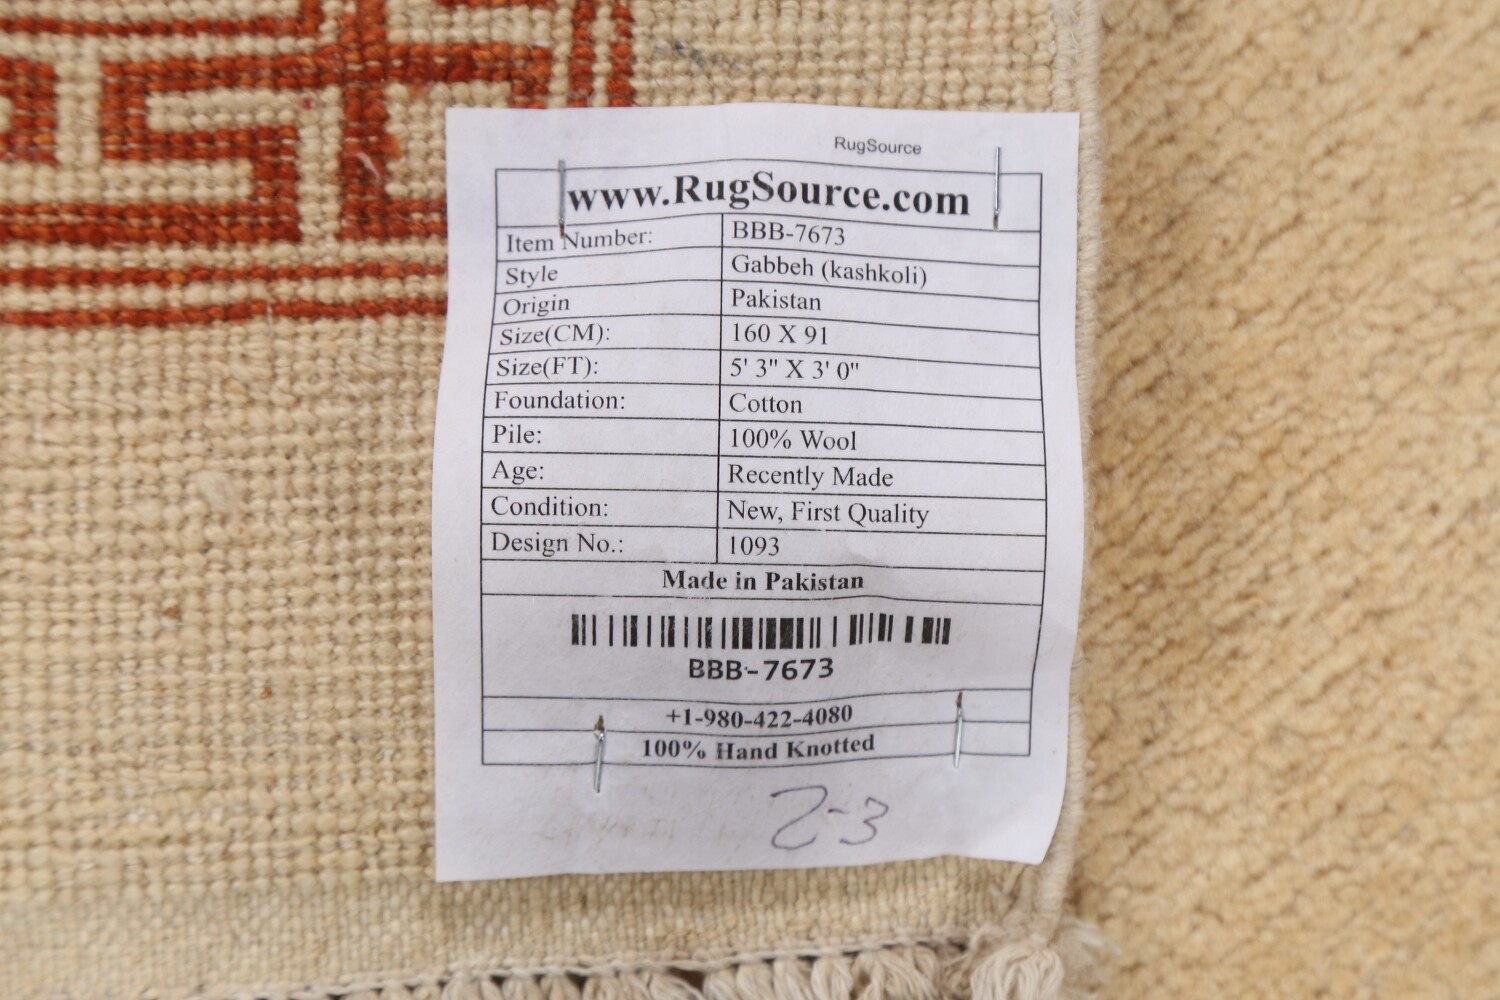 RugSource
www.RugSource.com
Item Number: BBB-7673
Style Gabbeh (kashkoli)
Origin Pakistan
Size(CM): 160 X 91
Size(FT): 5' 3" X 3' 0"
Foundation: Cotton
Pile: 100% Wool
Age: Recently Made
Condition: New, First Quality
Design No.: 1093
Made in Pakistan
BBB-7673
+1-980-422-4080
100% Hand Knotted
2-3